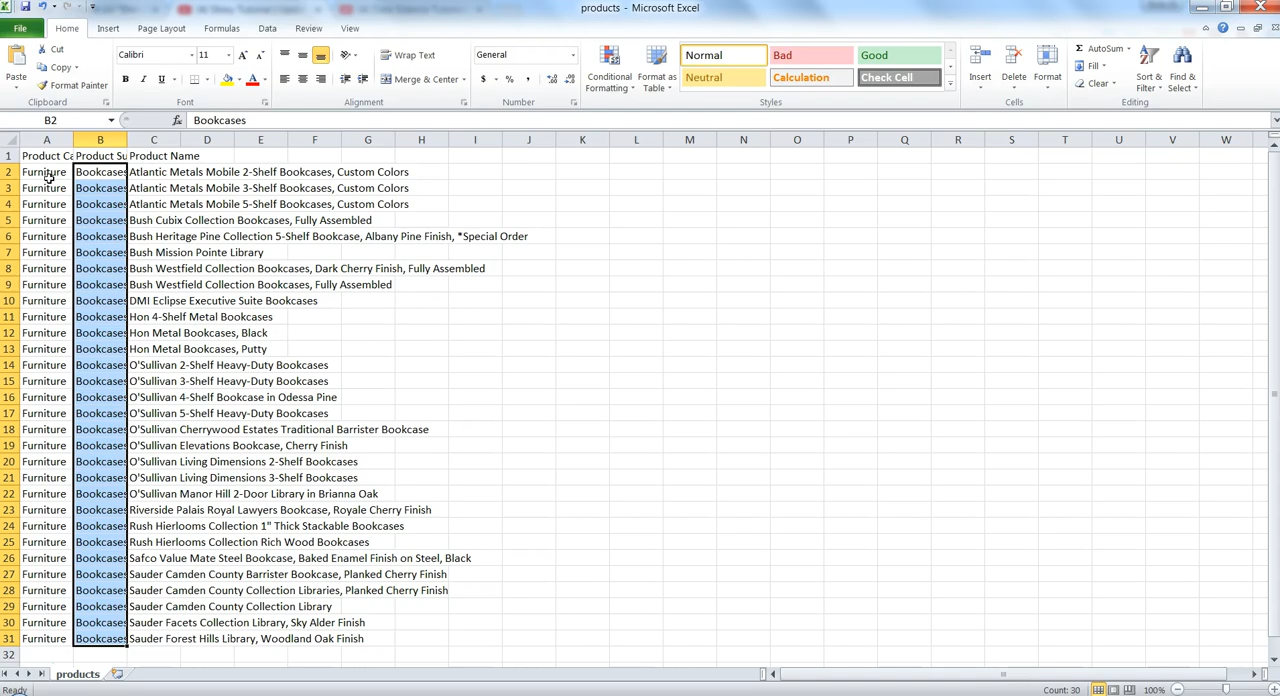 products - Microsoft Excel
File Home Insert Page Layout Formulas Data Review View
Paste
Cut
Copy
Format Painter
Clipboard
Calibri 11
B I U
Font
Wrap Text
Merge & Center
Alignment
General
$ % ,
Number
Conditional Formatting
Format as Table
Normal Bad Good
Neutral Calculation Check Cell
Styles
Insert Delete Format
Cells
AutoSum
Fill
Clear
Sort & Filter
Find & Select
Editing
B2 fx Bookcases
A B C D E F G H I J K L M N O P Q R S T U V W
1 Product Ca Product Su Product Name
2 Furniture Bookcases Atlantic Metals Mobile 2-Shelf Bookcases, Custom Colors
3 Furniture Bookcases Atlantic Metals Mobile 3-Shelf Bookcases, Custom Colors
4 Furniture Bookcases Atlantic Metals Mobile 5-Shelf Bookcases, Custom Colors
5 Furniture Bookcases Bush Cubix Collection Bookcases, Fully Assembled
6 Furniture Bookcases Bush Heritage Pine Collection 5-Shelf Bookcase, Albany Pine Finish, *Special Order
7 Furniture Bookcases Bush Mission Pointe Library
8 Furniture Bookcases Bush Westfield Collection Bookcases, Dark Cherry Finish, Fully Assembled
9 Furniture Bookcases Bush Westfield Collection Bookcases, Fully Assembled
10 Furniture Bookcases DMI Eclipse Executive Suite Bookcases
11 Furniture Bookcases Hon 4-Shelf Metal Bookcases
12 Furniture Bookcases Hon Metal Bookcases, Black
13 Furniture Bookcases Hon Metal Bookcases, Putty
14 Furniture Bookcases O'Sullivan 2-Shelf Heavy-Duty Bookcases
15 Furniture Bookcases O'Sullivan 3-Shelf Heavy-Duty Bookcases
16 Furniture Bookcases O'Sullivan 4-Shelf Bookcase in Odessa Pine
17 Furniture Bookcases O'Sullivan 5-Shelf Heavy-Duty Bookcases
18 Furniture Bookcases O'Sullivan Cherrywood Estates Traditional Barrister Bookcase
19 Furniture Bookcases O'Sullivan Elevations Bookcase, Cherry Finish
20 Furniture Bookcases O'Sullivan Living Dimensions 2-Shelf Bookcases
21 Furniture Bookcases O'Sullivan Living Dimensions 3-Shelf Bookcases
22 Furniture Bookcases O'Sullivan Manor Hill 2-Door Library in Brianna Oak
23 Furniture Bookcases Riverside Palais Royal Lawyers Bookcase, Royale Cherry Finish
24 Furniture Bookcases Rush Hierlooms Collection 1" Thick Stackable Bookcases
25 Furniture Bookcases Rush Hierlooms Collection Rich Wood Bookcases
26 Furniture Bookcases Safco Value Mate Steel Bookcase, Baked Enamel Finish on Steel, Black
27 Furniture Bookcases Sauder Camden County Barrister Bookcase, Planked Cherry Finish
28 Furniture Bookcases Sauder Camden County Collection Libraries, Planked Cherry Finish
29 Furniture Bookcases Sauder Camden County Collection Library
30 Furniture Bookcases Sauder Facets Collection Library, Sky Alder Finish
31 Furniture Bookcases Sauder Forest Hills Library, Woodland Oak Finish
32
products
Ready Count: 30 100%